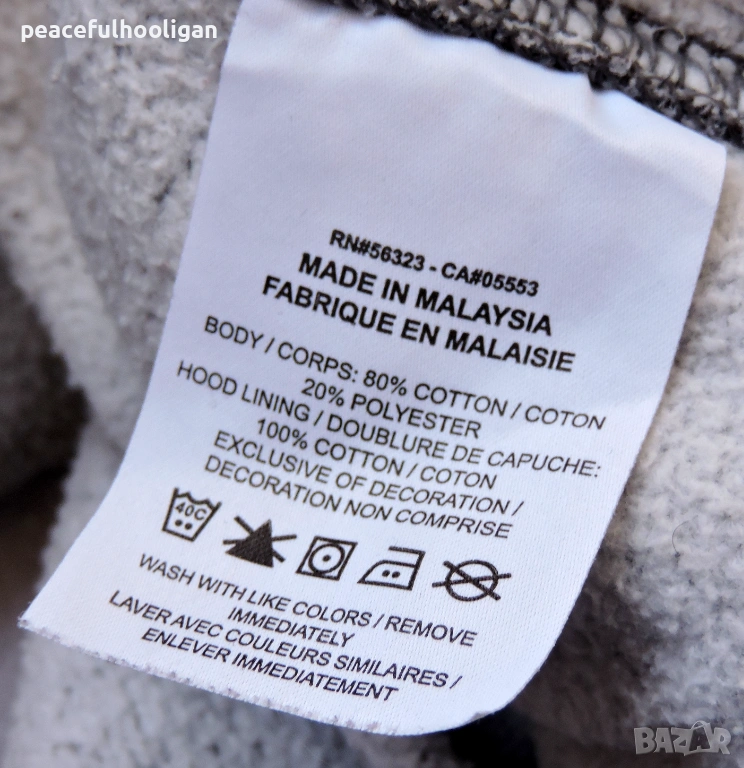 peacefulhooligan
RN#56323 - CA#05553
MADE IN MALAYSIA
FABRIQUE EN MALAISIE
BODY / CORPS: 80% COTTON / COTON
20% POLYESTER
HOOD LINING / DOUBLURE DE CAPUCHE:
100% COTTON / COTON
EXCLUSIVE OF DECORATION /
DECORATION NON COMPRISE
40C
WASH WITH LIKE COLORS / REMOVE
IMMEDIATELY
LAVER AVEC COULEURS SIMILAIRES /
ENLEVER IMMEDIATEMENT
BAZAR